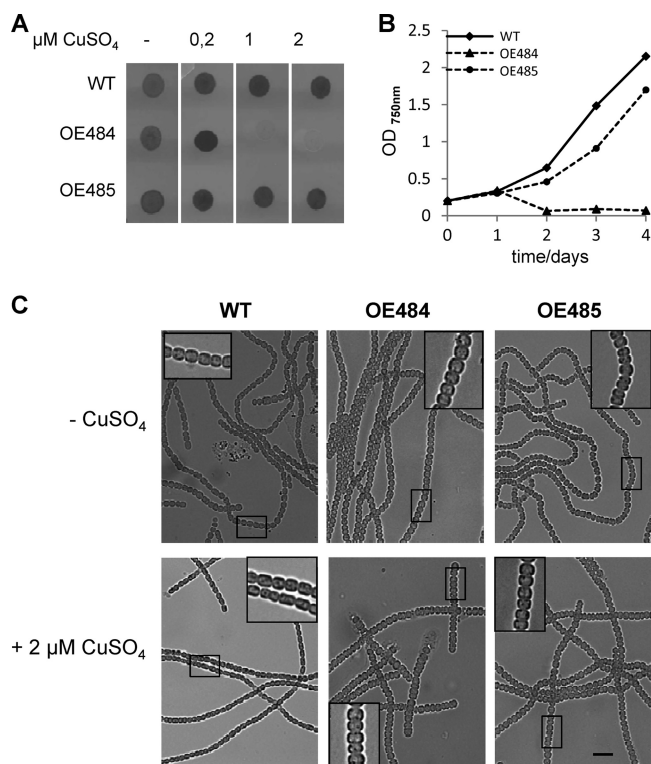 A
µM CuSO4 - 0,2 1 2
WT
OE484
OE485
B
WT
OE484
OE485
OD 750nm
2.5
2
1.5
1
0.5
0
0 1 2 3 4
time/days
C
WT OE484 OE485
- CuSO4
+ 2 µM CuSO4